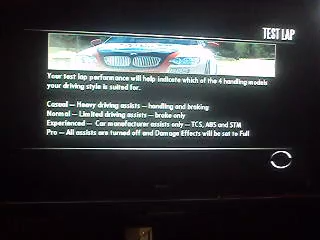 TEST LAP
Your test lap performance will help indicate which of the 4 handling models
your driving style is suited for.
Casual — Heavy driving assists — handling and braking
Normal — Limited driving assists — brake only
Experienced — Car manufacturer assists only — TCS, ABS and STM
Pro — All assists are turned off and Damage Effects will be set to Full